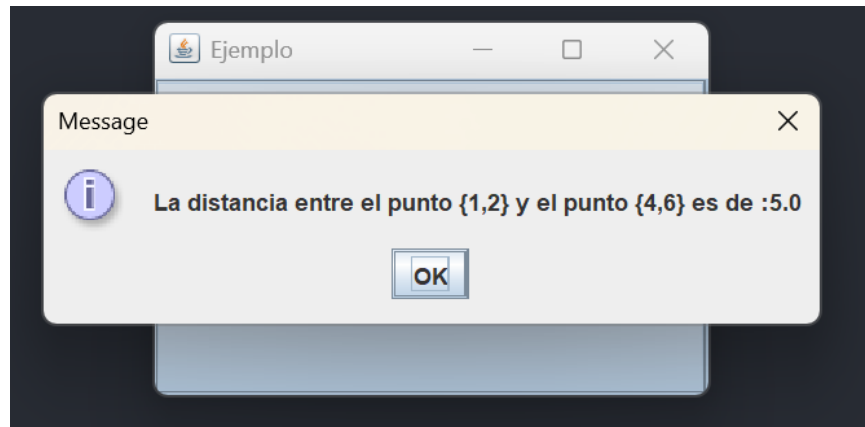 Ejemplo
Message
La distancia entre el punto {1,2} y el punto {4,6} es de :5.0
OK